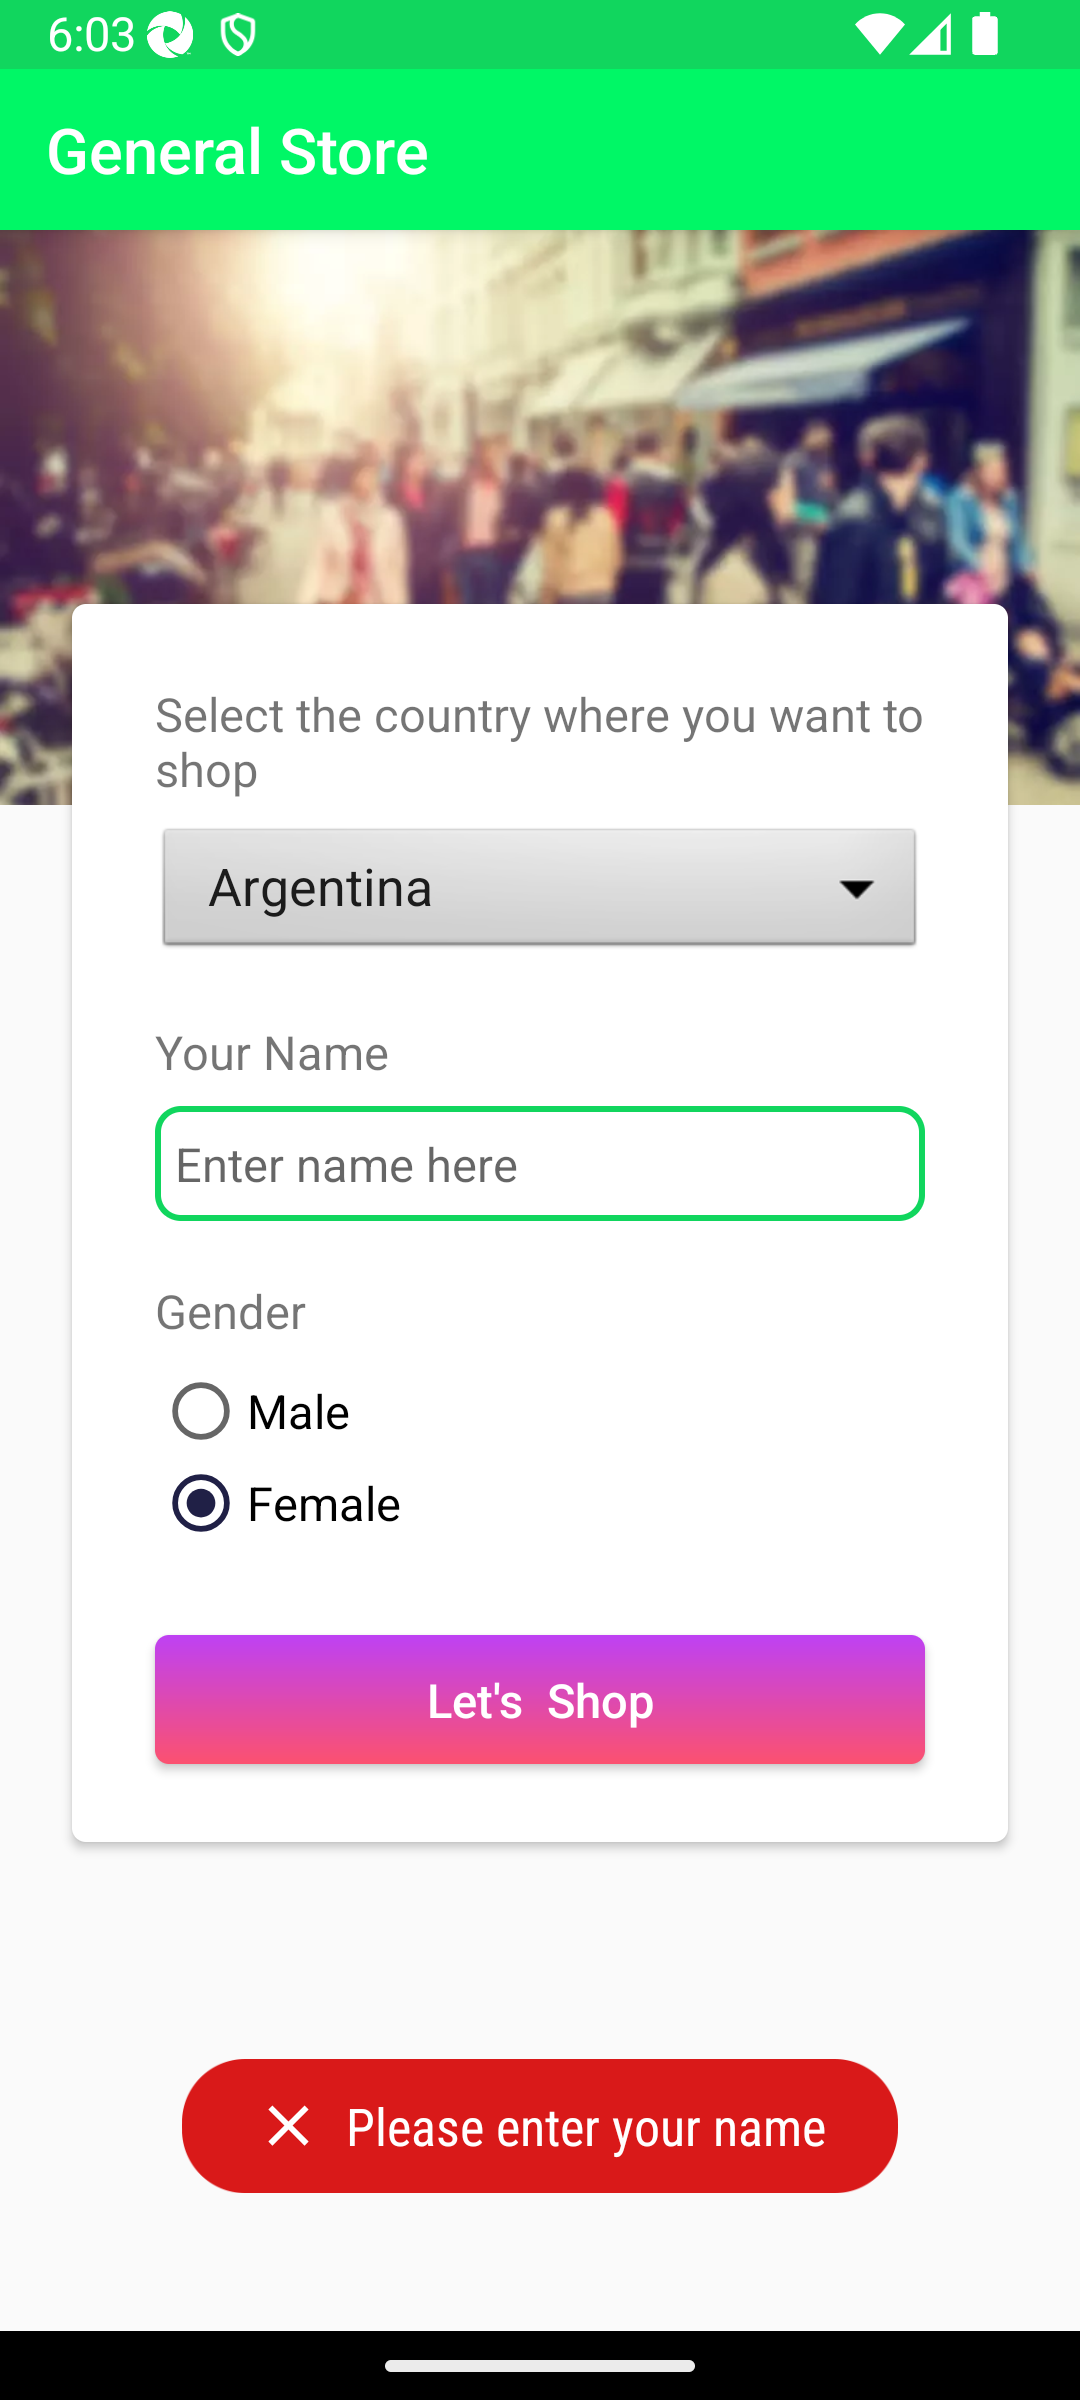 6:03
General Store
Select the country where you want to
shop
Argentina
Your Name
Enter name here
Gender
Male
Female
Let's  Shop
Please enter your name